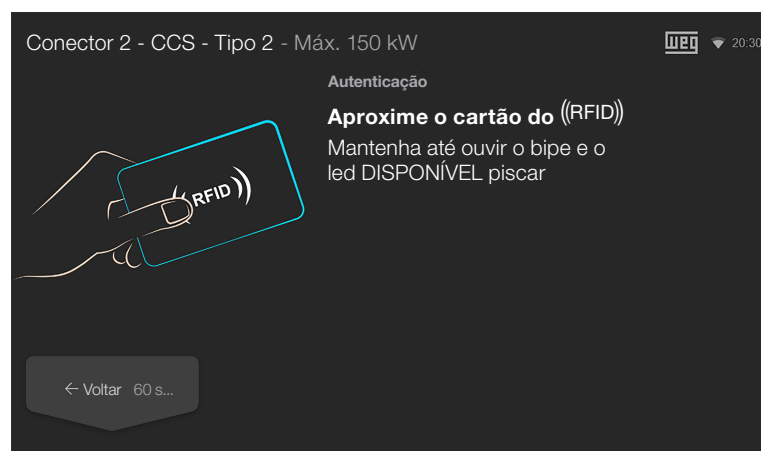 Conector 2 - CCS - Tipo 2 - Máx. 150 kW
weg
20:30
Autenticação
Aproxime o cartão do ((RFID))
Mantenha até ouvir o bipe e o
led DISPONÍVEL piscar
((RFID))
← Voltar 60 s...